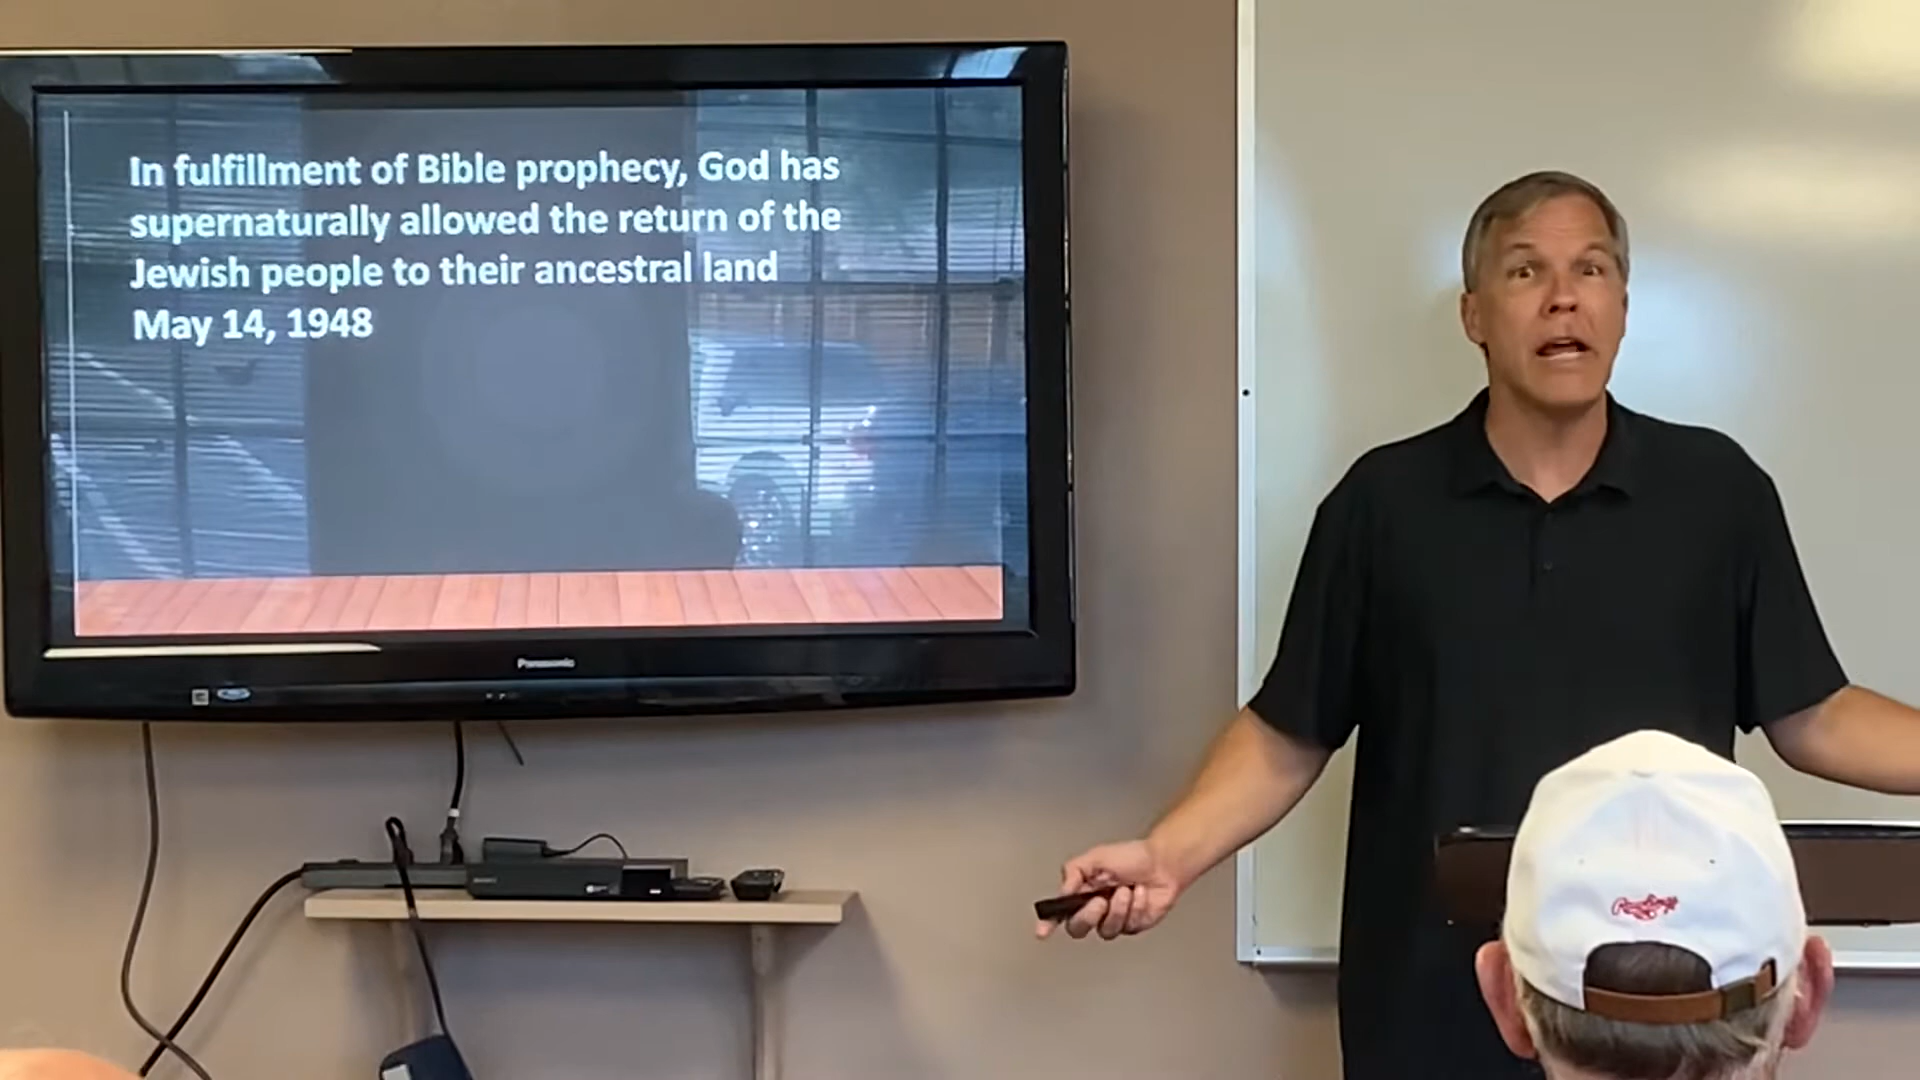 In fulfillment of Bible prophecy, God has
supernaturally allowed the return of the
Jewish people to their ancestral land
May 14, 1948
Panasonic
Rawlings